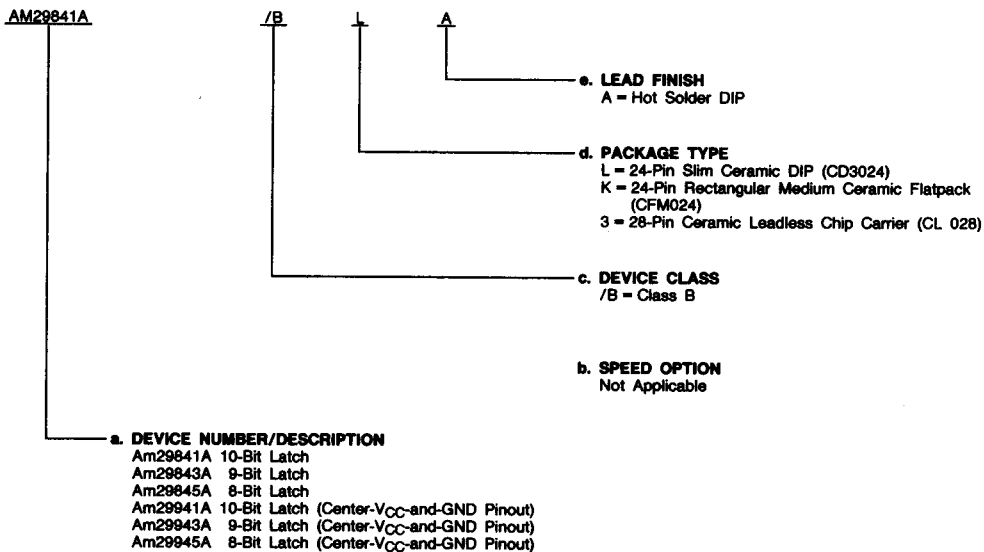 AM29841A /B L A
e. LEAD FINISH
A = Hot Solder DIP
d. PACKAGE TYPE
L = 24-Pin Slim Ceramic DIP (CD3024)
K = 24-Pin Rectangular Medium Ceramic Flatpack
(CFM024)
3 = 28-Pin Ceramic Leadless Chip Carrier (CL 028)
c. DEVICE CLASS
/B = Class B
b. SPEED OPTION
Not Applicable
a. DEVICE NUMBER/DESCRIPTION
Am29841A 10-Bit Latch
Am29843A 9-Bit Latch
Am29845A 8-Bit Latch
Am29941A 10-Bit Latch (Center-VCC-and-GND Pinout)
Am29943A 9-Bit Latch (Center-VCC-and-GND Pinout)
Am29945A 8-Bit Latch (Center-VCC-and-GND Pinout)